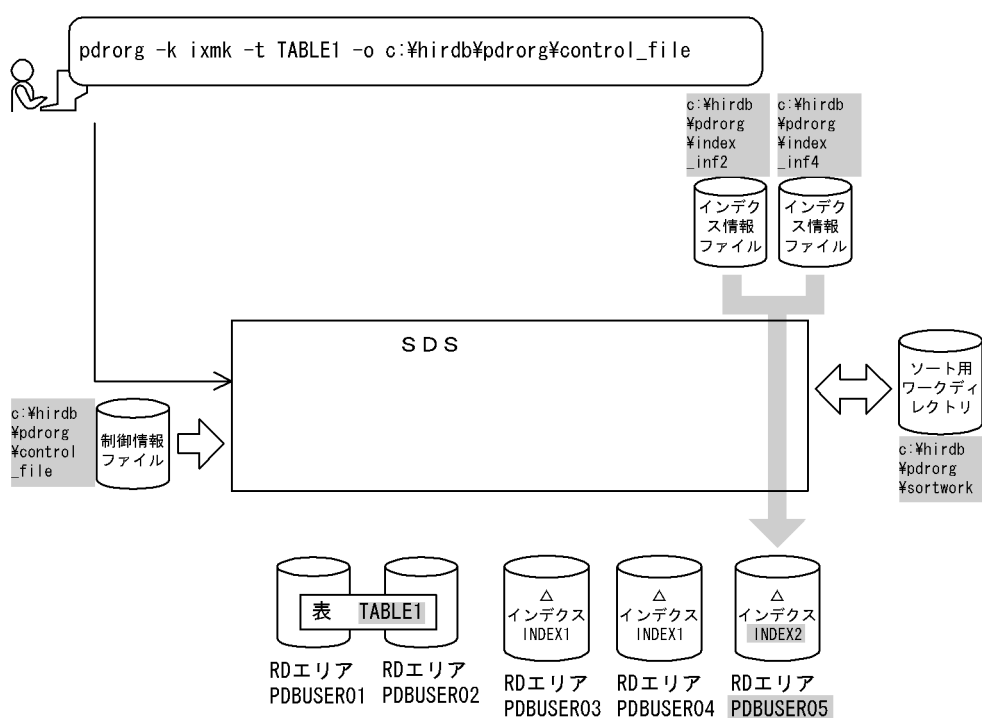 pdrorg -k ixmk -t TABLE1 -o c:¥hirdb¥pdrorg¥control_file
c:¥hirdb
¥pdrorg
¥index
_inf2
c:¥hirdb
¥pdrorg
¥index
_inf4
インデク
ス情報
ファイル
インデク
ス情報
ファイル
SDS
ソート用
ワークディ
レクトリ
c:¥hirdb
¥pdrorg
¥sortwork
c:¥hirdb
¥pdrorg
¥control
_file
制御情報
ファイル
表 TABLE1
△
インデクス
INDEX1
△
インデクス
INDEX1
△
インデクス
INDEX2
RDエリア
PDBUSER01
RDエリア
PDBUSER02
RDエリア
PDBUSER03
RDエリア
PDBUSER04
RDエリア
PDBUSER05